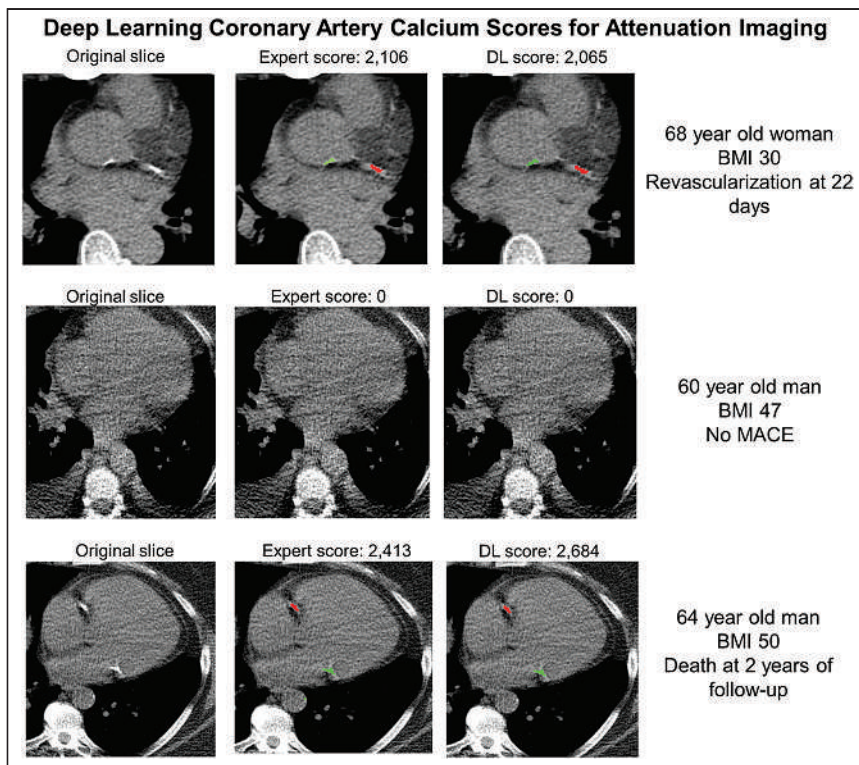 Deep Learning Coronary Artery Calcium Scores for Attenuation Imaging
Original slice
Expert score: 2,106
DL score: 2,065
68 year old woman
BMI 30
Revascularization at 22
days
Original slice
Expert score: 0
DL score: 0
60 year old man
BMI 47
No MACE
Original slice
Expert score: 2,413
DL score: 2,684
64 year old man
BMI 50
Death at 2 years of
follow-up